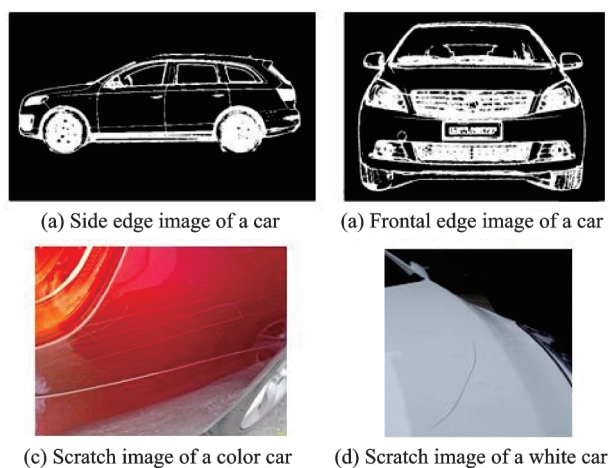 (a) Side edge image of a car
(a) Frontal edge image of a car
(c) Scratch image of a color car
(d) Scratch image of a white car